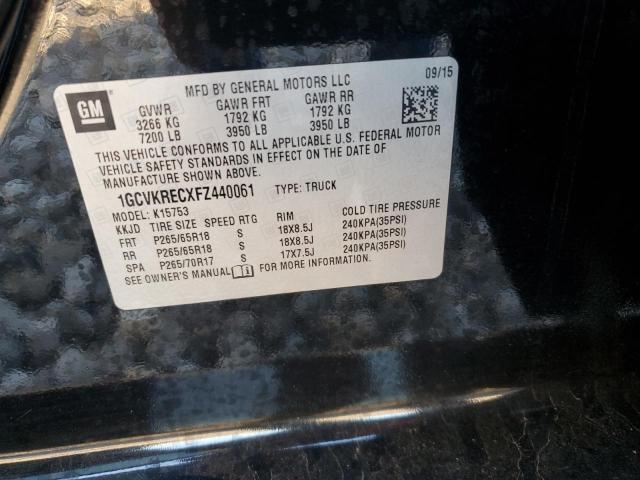 MFD BY GENERAL MOTORS LLC 09/15
GM
GVWR GAWR FRT GAWR RR
3266 KG 1792 KG 1792 KG
7200 LB 3950 LB 3950 LB
THIS VEHICLE CONFORMS TO ALL APPLICABLE U.S. FEDERAL MOTOR
VEHICLE SAFETY STANDARDS IN EFFECT ON THE DATE OF
MANUFACTURE SHOWN ABOVE.
1GCVKRECXFZ440061 TYPE: TRUCK
MODEL: K15753
KKJD TIRE SIZE SPEED RTG RIM COLD TIRE PRESSURE
FRT P265/65R18 S 18X8.5J 240KPA(35PSI)
RR P265/65R18 S 18X8.5J 240KPA(35PSI)
SPA P265/70R17 S 17X7.5J 240KPA(35PSI)
SEE OWNER'S MANUAL FOR MORE INFORMATION.